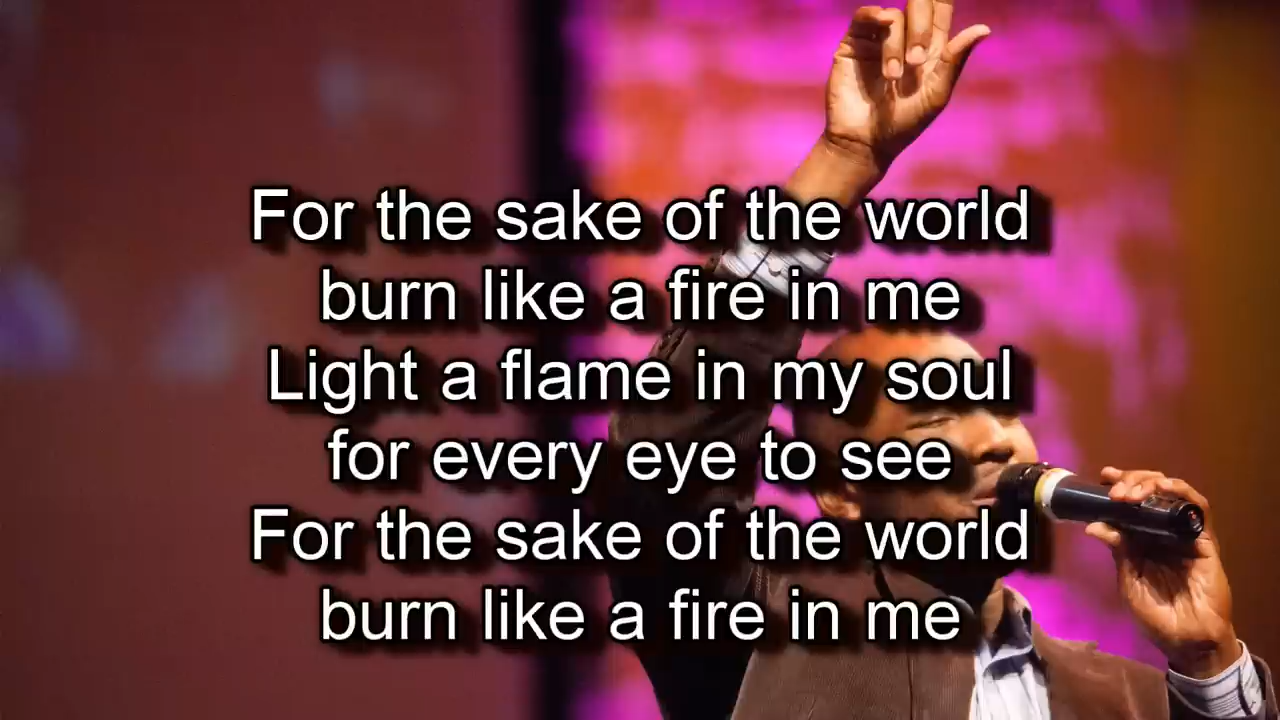 For the sake of the world
burn like a fire in me
Light a flame in my soul
for every eye to see
For the sake of the world
burn like a fire in me